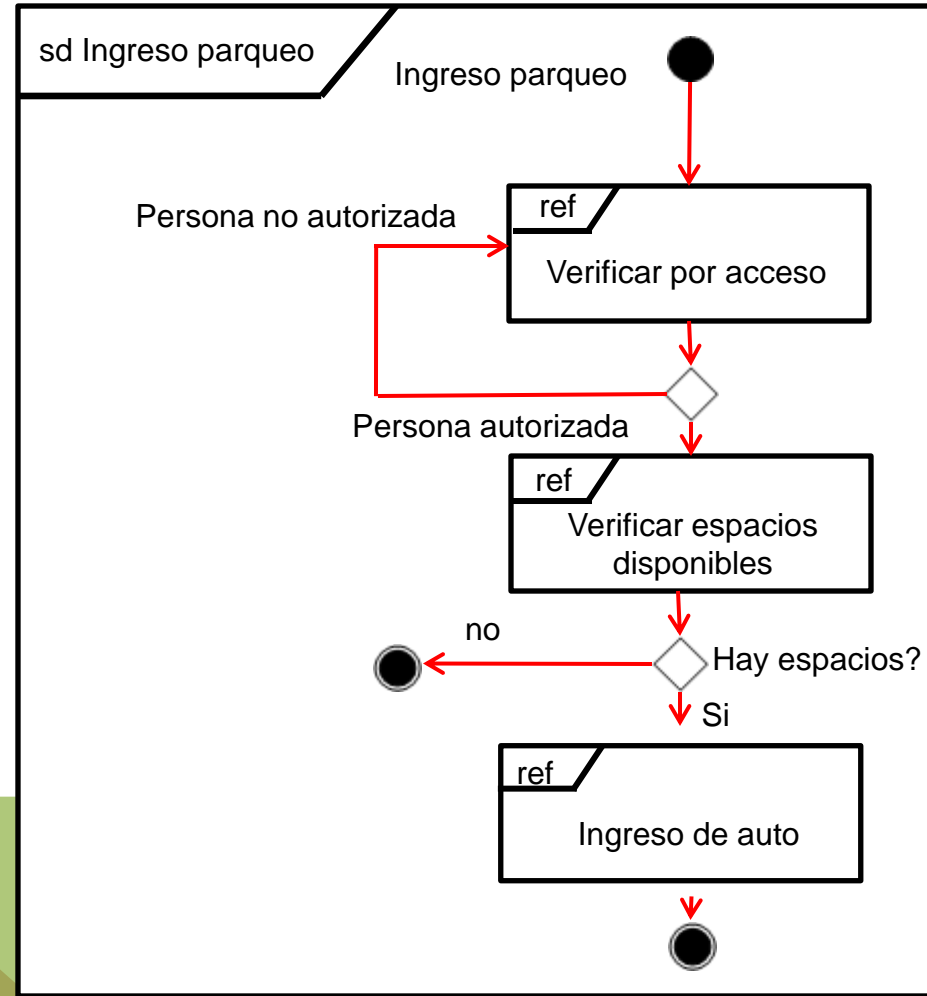 sd Ingreso parqueo
Ingreso parqueo
ref
Persona no autorizada
Verificar por acceso
Persona autorizada
ref
Verificar espacios
disponibles
no
Hay espacios?
Si
ref
Ingreso de auto